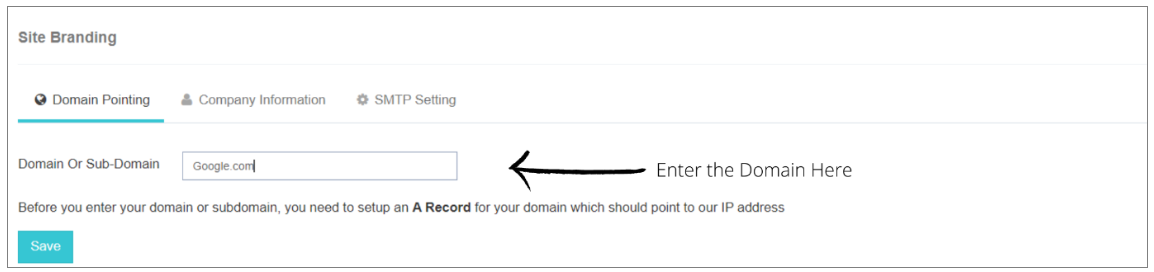 Site Branding
Domain Pointing Company Information SMTP Setting
Domain Or Sub-Domain Google.com Enter the Domain Here
Before you enter your domain or subdomain, you need to setup an A Record for your domain which should point to our IP address
Save